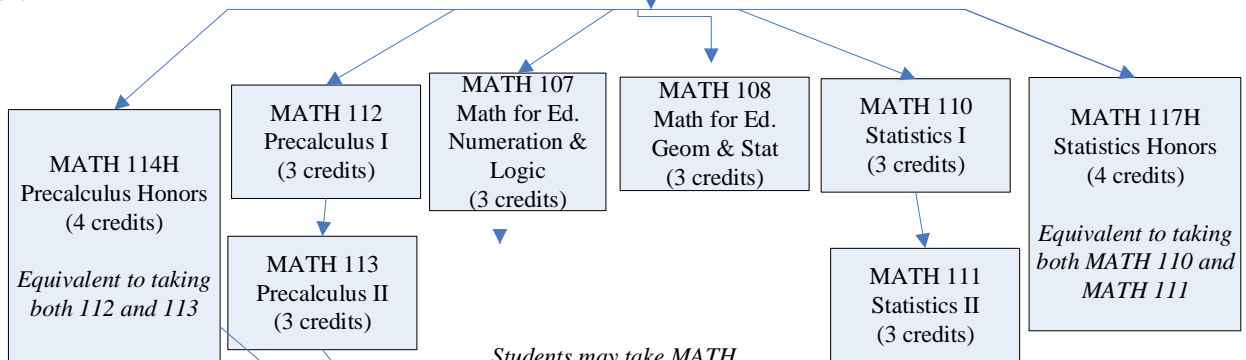 MATH 114H
Precalculus Honors
(4 credits)
Equivalent to taking
both 112 and 113
MATH 112
Precalculus I
(3 credits)
MATH 113
Precalculus II
(3 credits)
MATH 107
Math for Ed.
Numeration &
Logic
(3 credits)
MATH 108
Math for Ed.
Geom & Stat
(3 credits)
MATH 110
Statistics I
(3 credits)
MATH 111
Statistics II
(3 credits)
MATH 117H
Statistics Honors
(4 credits)
Equivalent to taking
both MATH 110 and
MATH 111
Students may take MATH